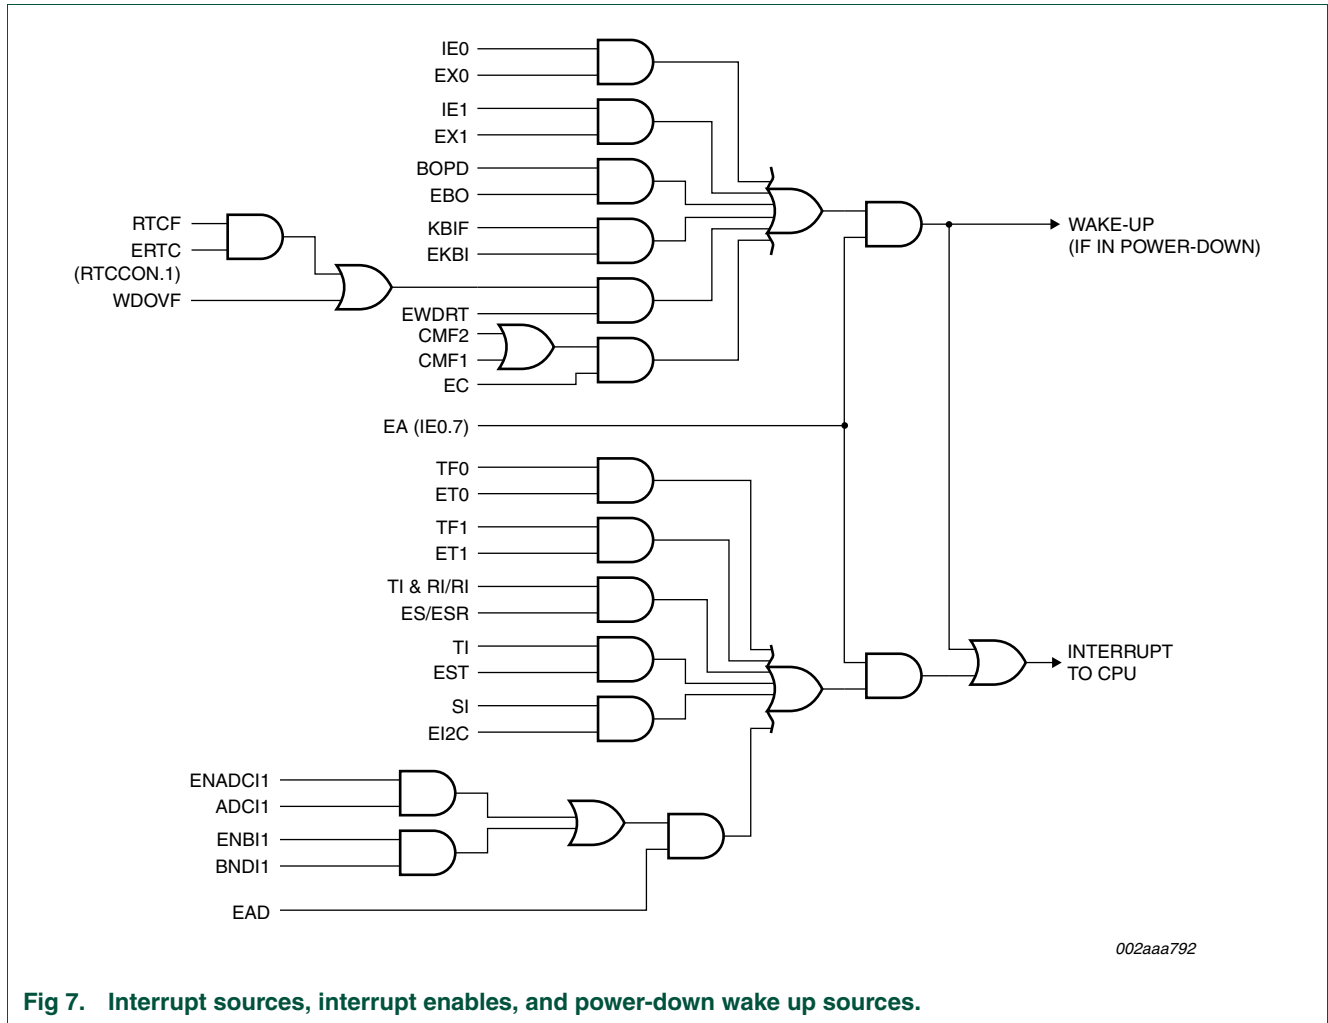 IE0
EX0
IE1
EX1
BOPD
EBO
RTCF
KBIF
ERTC
EKBI
(RTCCON.1)
WDOVF
EWDRT
CMF2
CMF1
EC
WAKE-UP
(IF IN POWER-DOWN)
EA (IE0.7)
TF0
ET0
TF1
ET1
TI & RI/RI
ES/ESR
TI
EST
SI
EI2C
INTERRUPT
TO CPU
ENADCI1
ADCI1
ENBI1
BNDI1
EAD
002aaa792
Fig 7. Interrupt sources, interrupt enables, and power-down wake up sources.